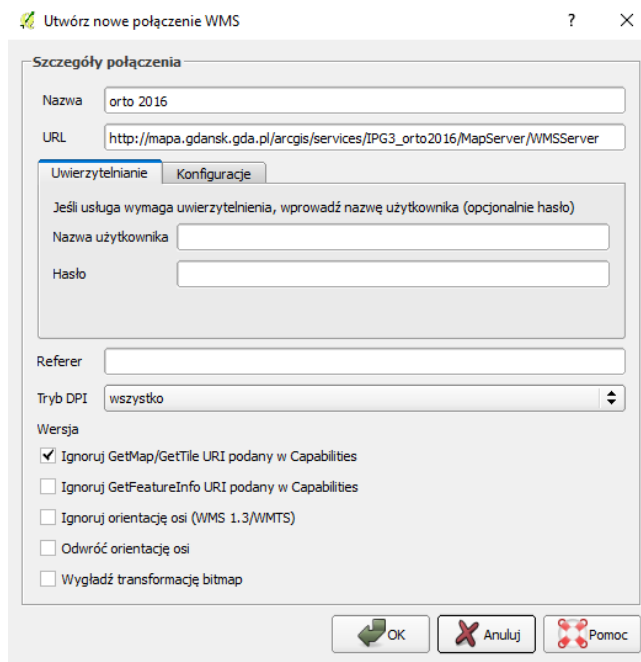 Utwórz nowe połączenie WMS ? X
Szczegóły połączenia
Nazwa orto 2016
URL http://mapa.gdansk.gda.pl/arcgis/services/IPG3_orto2016/MapServer/WMSServer
Uwierzytelnianie Konfiguracje
Jeśli usługa wymaga uwierzytelnienia, wprowadź nazwę użytkownika (opcjonalnie hasło)
Nazwa użytkownika
Hasło
Referer
Tryb DPI wszystko
Wersja
Ignoruj GetMap/GetTile URI podany w Capabilities
Ignoruj GetFeatureInfo URI podany w Capabilities
Ignoruj orientację osi (WMS 1.3/WMTS)
Odwróć orientację osi
Wygładź transformację bitmap
OK Anuluj Pomoc